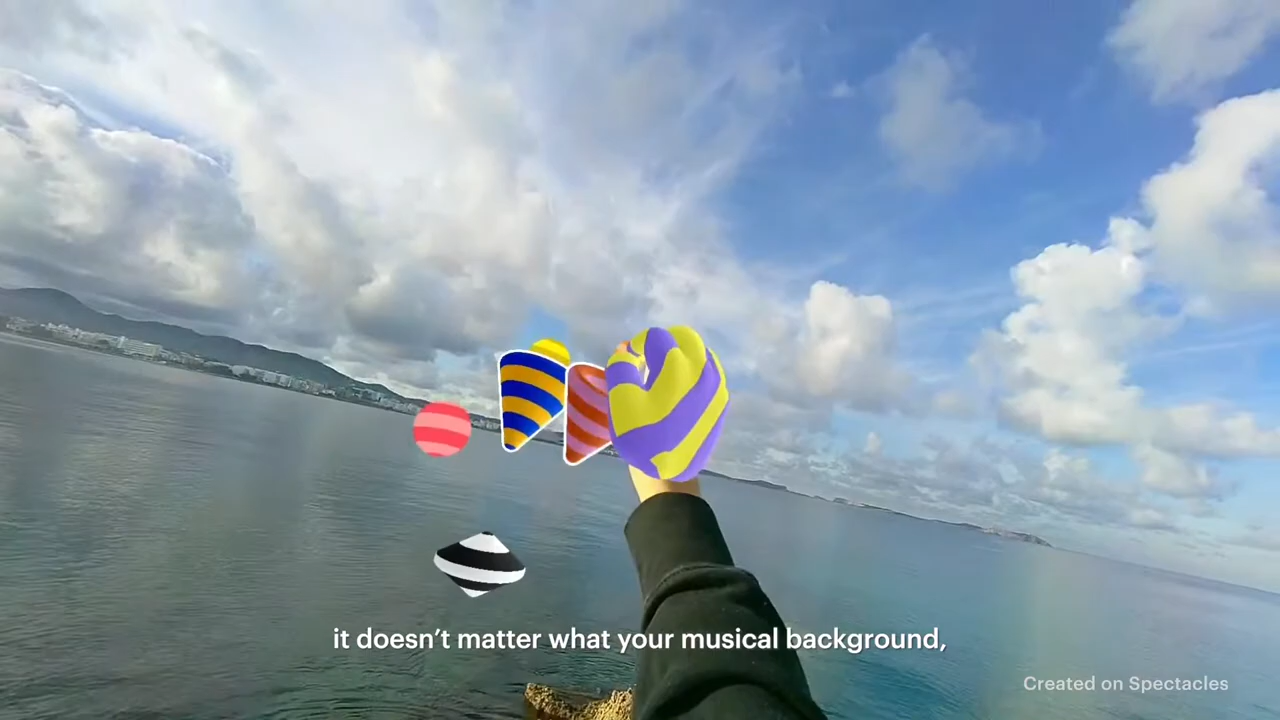 it doesn’t matter what your musical background,
Created on Spectacles